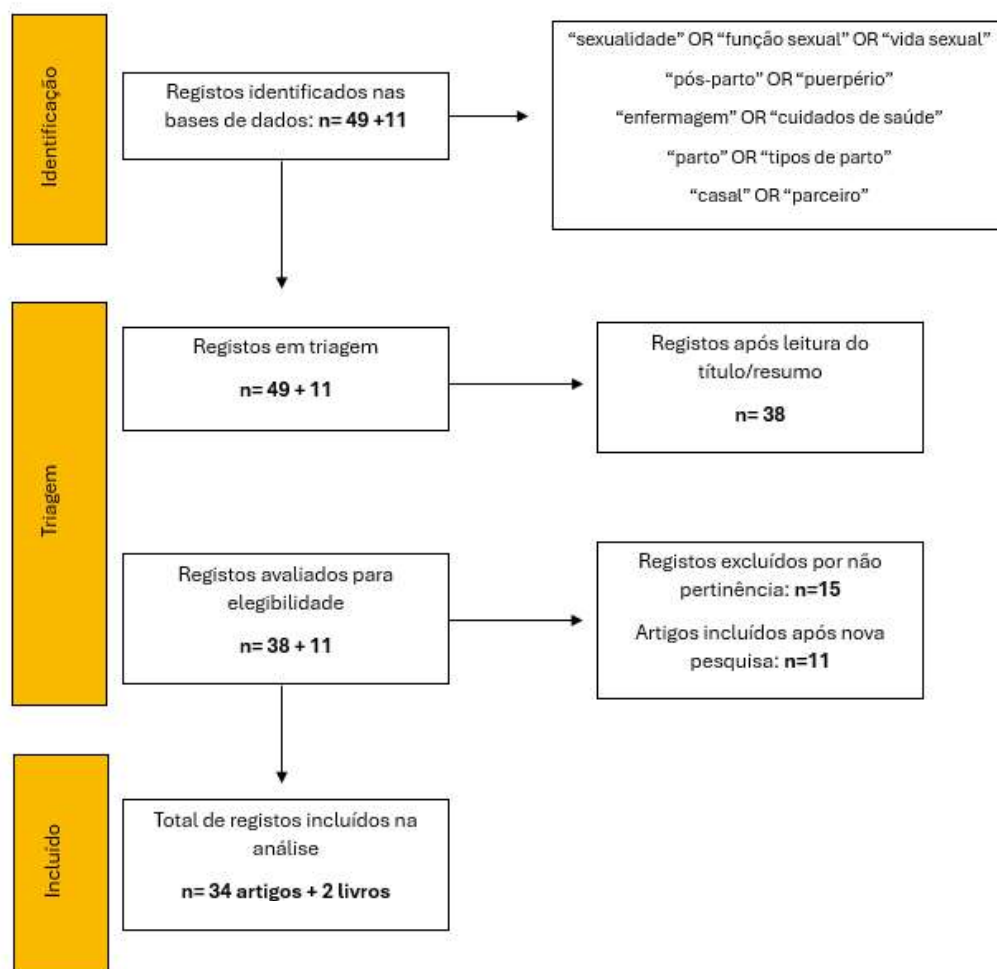 Identificação
Registos identificados nas
bases de dados: n= 49 +11
“sexualidade” OR “função sexual” OR “vida sexual”
“pós-parto” OR “puerpério”
“enfermagem” OR “cuidados de saúde”
“parto” OR “tipos de parto”
“casal” OR “parceiro”
Triagem
Registos em triagem
n= 49 + 11
Registos após leitura do
título/resumo
n= 38
Registos avaliados para
elegibilidade
n= 38 + 11
Registos excluídos por não
pertinência: n=15
Artigos incluídos após nova
pesquisa: n=11
Incluído
Total de registos incluídos na
análise
n= 34 artigos + 2 livros